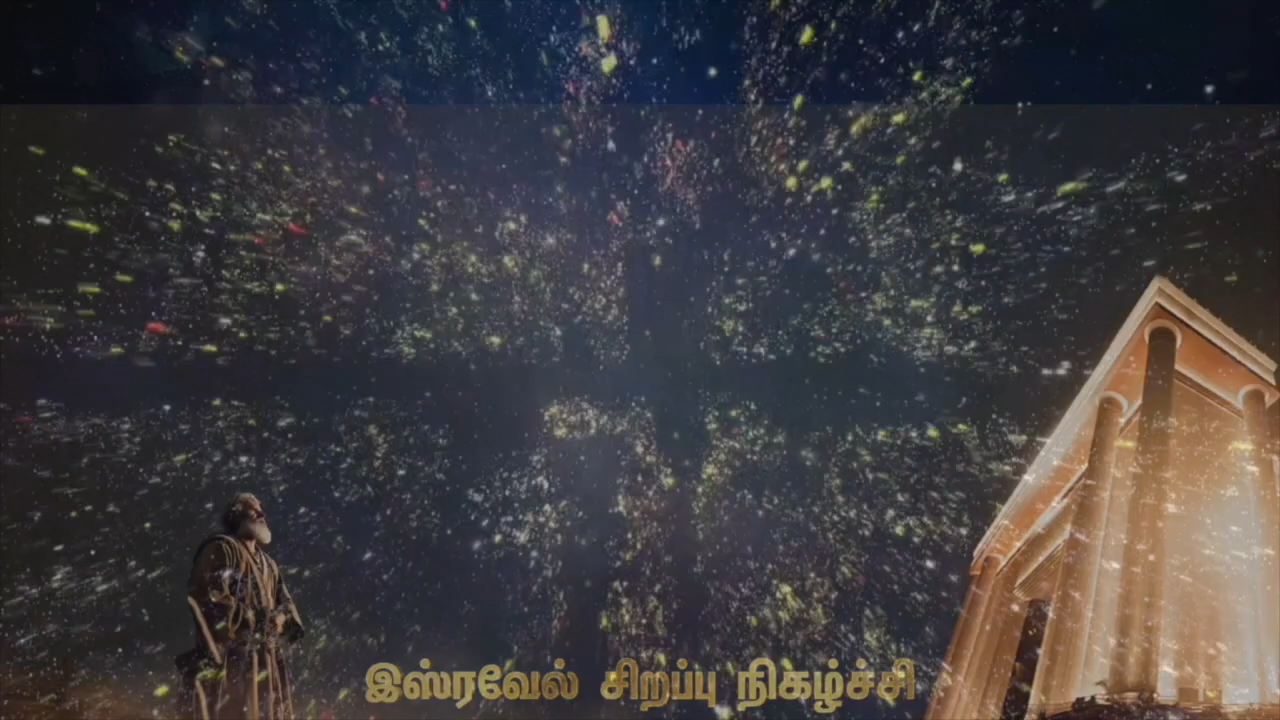 இஸ்ரவேல் சிறப்பு நிகழ்ச்சி